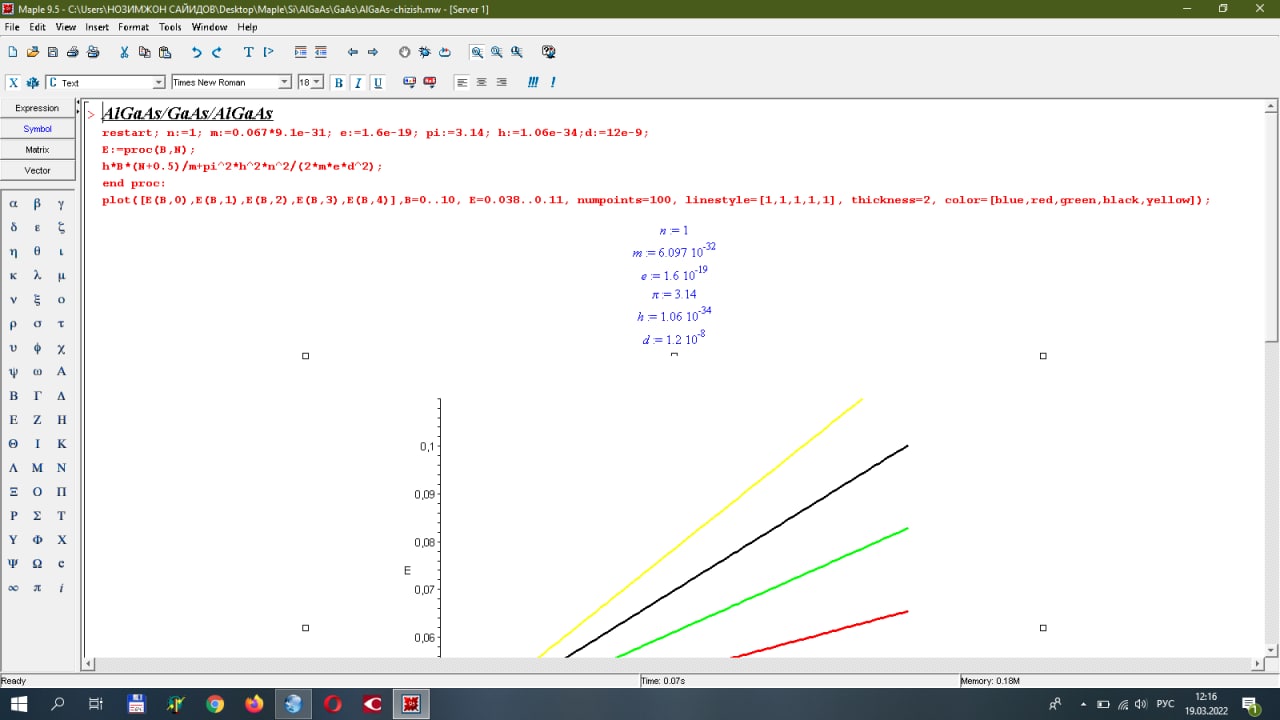 Maple 9.5 - C:\Users\НОЗИМЖОН САЙИДОВ\Desktop\Maple\Si\AlGaAs\GaAs\AlGaAs-chizish.mw - [Server 1]
File Edit View Insert Format Tools Window Help
Text Times New Roman 18 B I U !!! !
Expression
Symbol
Matrix
Vector
α β γ
δ ε ζ
η θ ι
κ λ μ
ν ξ ο
ρ σ τ
υ ϕ χ
ψ ω Α
Β Γ Δ
Ε Ζ Η
Θ Ι Κ
Λ Μ Ν
Ξ Ο Π
Ρ Σ Τ
Υ Φ Χ
Ψ Ω e
∞ π i
> AlGaAs/GaAs/AlGaAs
restart; n:=1; m:=0.067*9.1e-31; e:=1.6e-19; pi:=3.14; h:=1.06e-34;d:=12e-9;
E:=proc(B,N);
h*B*(N+0.5)/m+pi^2*h^2*n^2/(2*m*e*d^2);
end proc:
plot([E(B,0),E(B,1),E(B,2),E(B,3),E(B,4)],B=0..10, E=0.038..0.11, numpoints=100, linestyle=[1,1,1,1,1], thickness=2, color=[blue,red,green,black,yellow]);
n := 1
m := 6.097 10^-32
e := 1.6 10^-19
π := 3.14
h := 1.06 10^-34
d := 1.2 10^-8
0,1
0,09
0,08
E
0,07
0,06
Ready Time: 0.07s Memory: 0.18M
РУС
12:16
19.03.2022
1